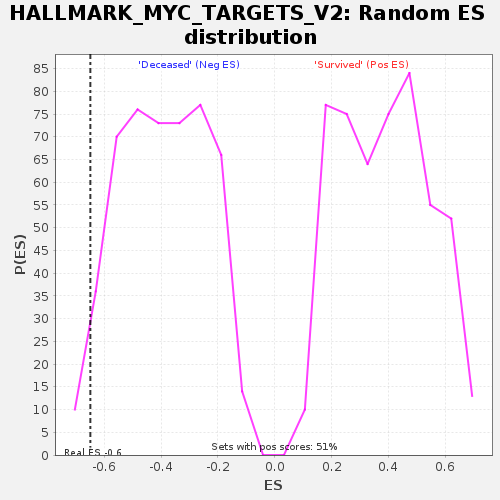 HALLMARK_MYC_TARGETS_V2: Random ES
distribution
'Deceased' (Neg ES)
'Survived' (Pos ES)
85
80
75
70
65
60
55
50
45
40
35
30
25
20
15
10
5
0
P(ES)
Real ES -0.6
Sets with pos scores: 51%
-0.6 -0.4 -0.2 0.0 0.2 0.4 0.6
ES